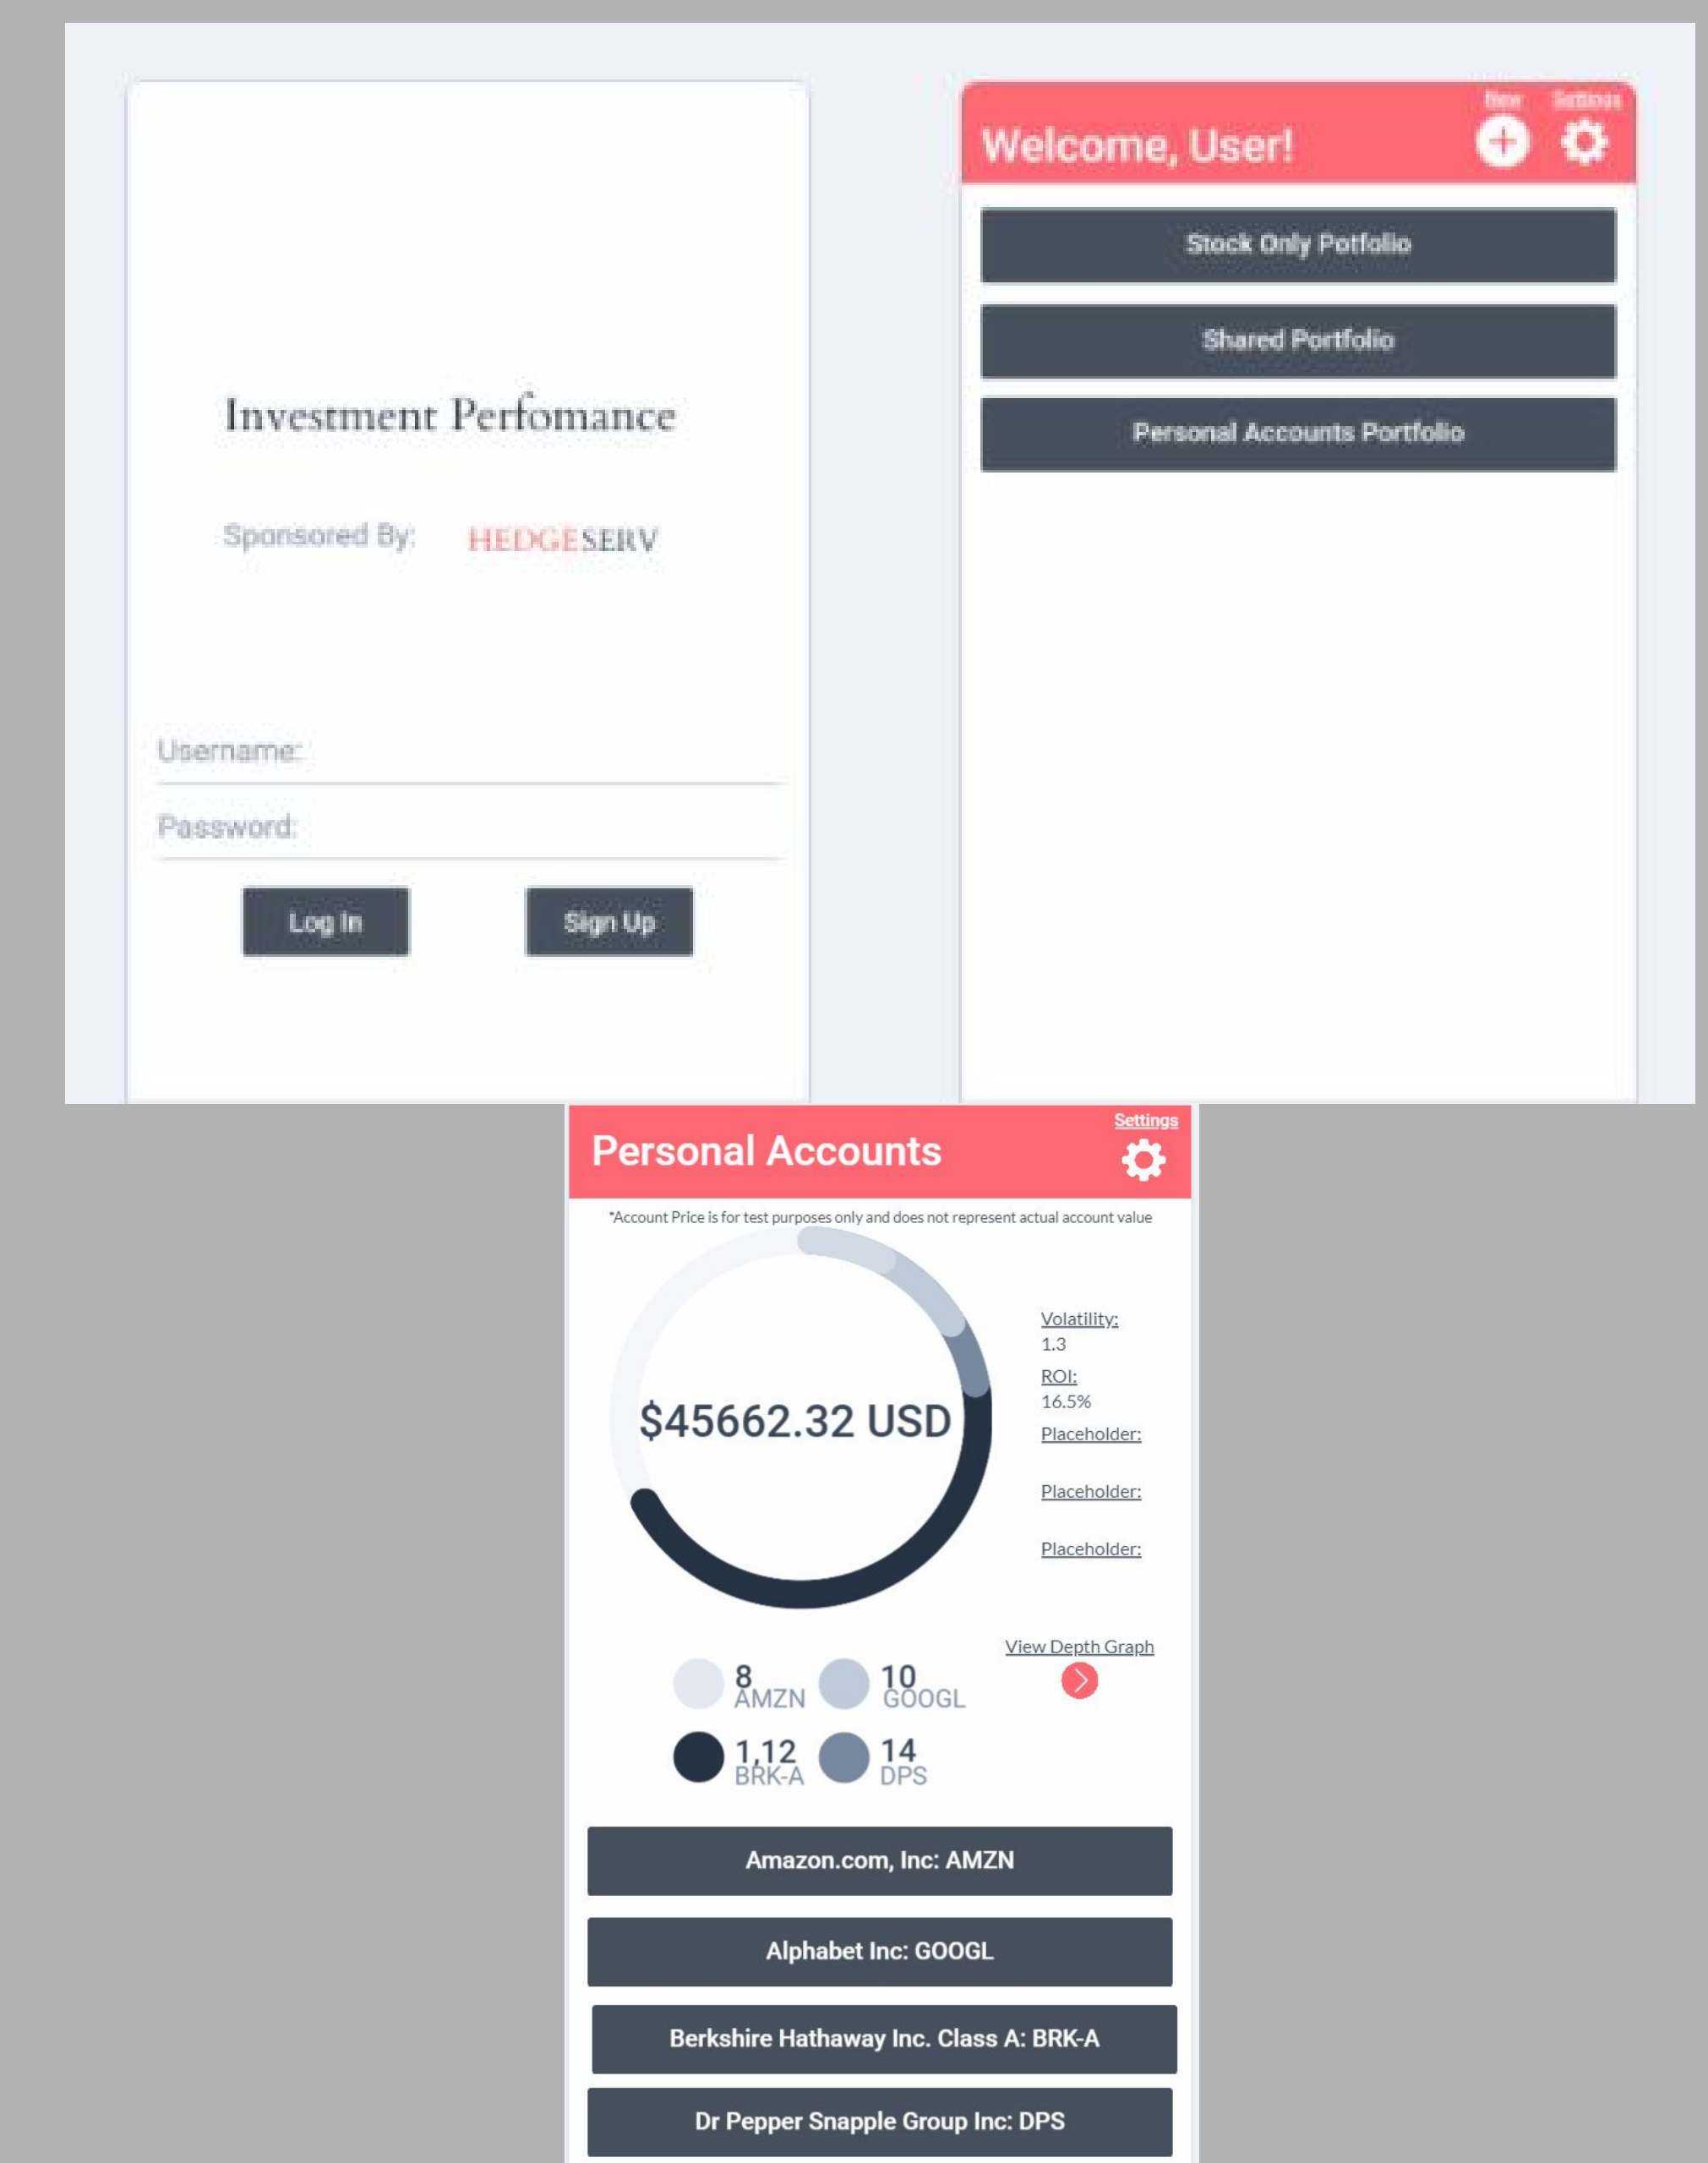 Investment Perfomance
Sponsored By: HEDGESERV
Username:
Password:
Log In Sign Up
New Settings
Welcome, User!
Stock Only Potfolio
Shared Portfolio
Personal Accounts Portfolio
Settings
Personal Accounts
*Account Price is for test purposes only and does not represent actual account value
$45662.32 USD
Volatility:
1.3
ROI:
16.5%
Placeholder:
Placeholder:
Placeholder:
View Depth Graph
8 10
AMZN GOOGL
1,12 14
BRK-A DPS
Amazon.com, Inc: AMZN
Alphabet Inc: GOOGL
Berkshire Hathaway Inc. Class A: BRK-A
Dr Pepper Snapple Group Inc: DPS